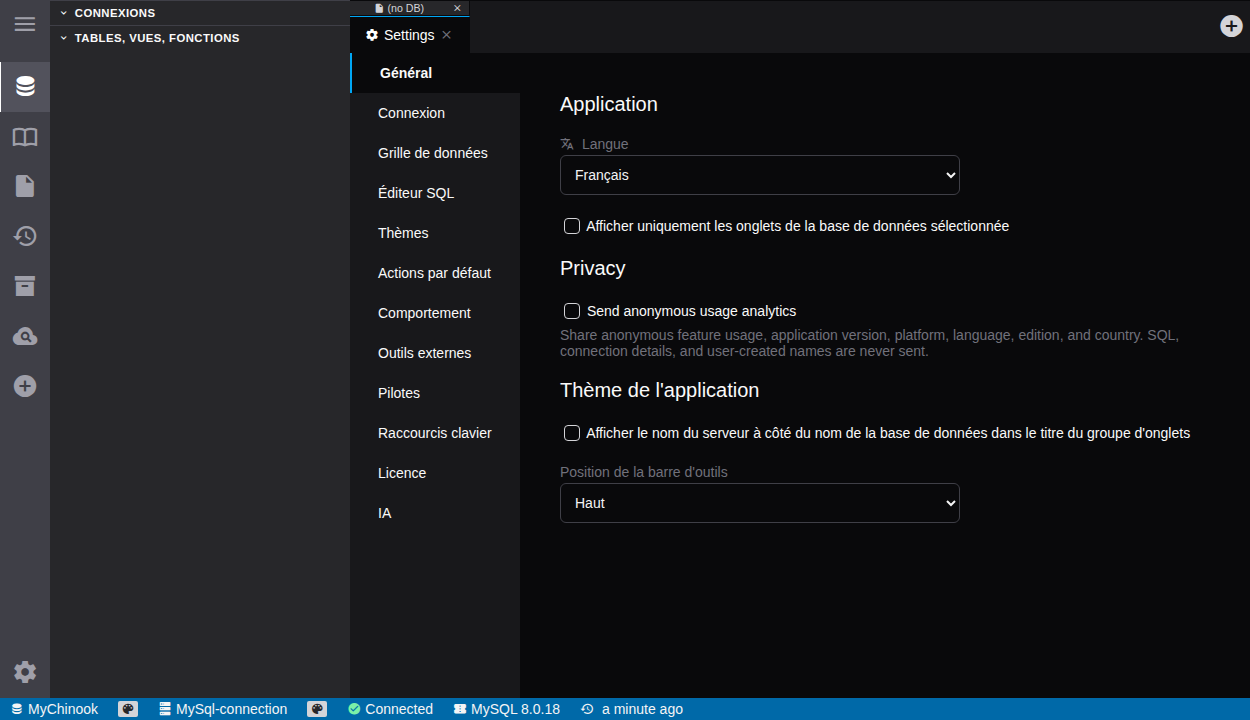 CONNEXIONS
TABLES, VUES, FONCTIONS
(no DB)
Settings
Général
Connexion
Grille de données
Éditeur SQL
Thèmes
Actions par défaut
Comportement
Outils externes
Pilotes
Raccourcis clavier
Licence
IA
Application
Langue
Français
Afficher uniquement les onglets de la base de données sélectionnée
Privacy
Send anonymous usage analytics
Share anonymous feature usage, application version, platform, language, edition, and country. SQL,
connection details, and user-created names are never sent.
Thème de l'application
Afficher le nom du serveur à côté du nom de la base de données dans le titre du groupe d'onglets
Position de la barre d'outils
Haut
MyChinook
MySql-connection
Connected
MySQL 8.0.18
a minute ago